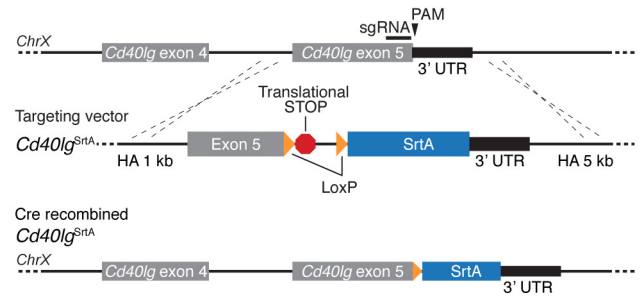 PAM
sgRNA
ChrX
Cd40lg exon 4
Cd40lg exon 5
3' UTR
Translational
STOP
Targeting vector
Cd40lgSrtA
Exon 5
SrtA
HA 1 kb
3' UTR
HA 5 kb
LoxP
Cre recombined
Cd40lgSrtA
ChrX
Cd40lg exon 4
Cd40lg exon 5
SrtA
3' UTR